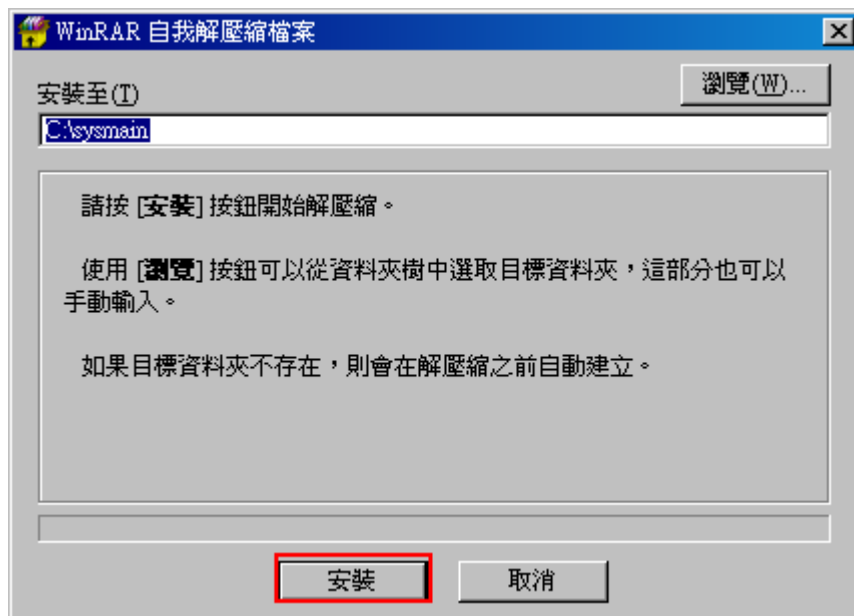 WinRAR 自我解壓縮檔案
安裝至(T)
瀏覽(W)...
C:\sysmain
請按 [安裝] 按鈕開始解壓縮。
使用 [瀏覽] 按鈕可以從資料夾樹中選取目標資料夾，這部分也可以
手動輸入。
如果目標資料夾不存在，則會在解壓縮之前自動建立。
安裝
取消